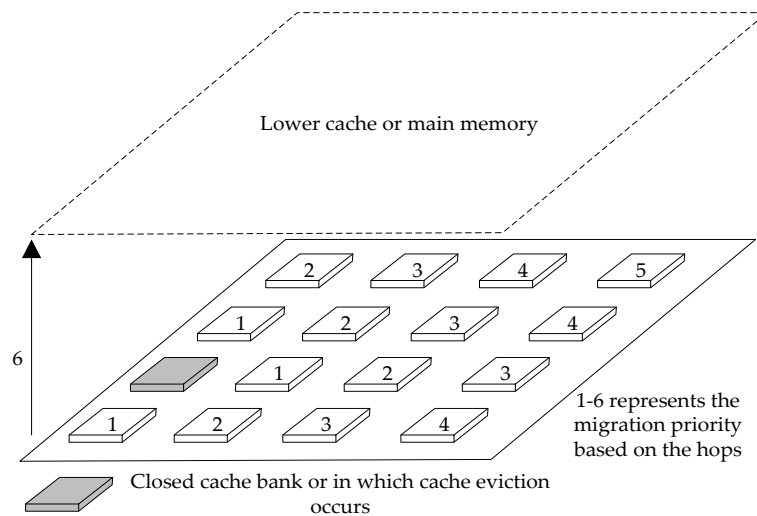 Lower cache or main memory
2 3 4 5
1 2 3 4
6
1 2 3
1 2 3 4
1-6 represents the
migration priority
based on the hops
Closed cache bank or in which cache eviction
occurs